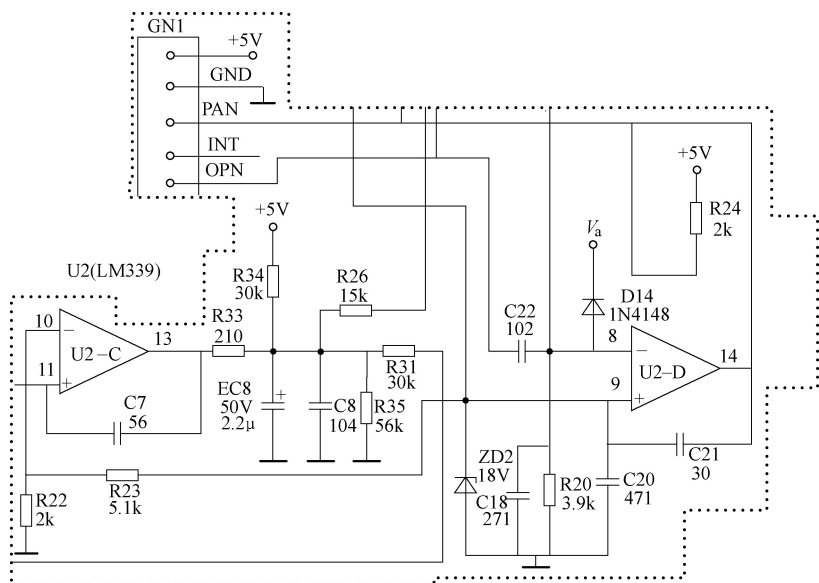 GN1
+5V
GND
PAN
INT
OPN
+5V
+5V
R24
2k
Va
U2(LM339)
R34
30k
R26
15k
C22
102
D14
1N4148
10
−
U2−C
13
11
+
R33
210
R31
30k
8
−
U2−D
14
9
+
C7
56
EC8
50V
2.2μ
+
C8
104
R35
56k
C21
30
ZD2
18V
C18
271
R20
3.9k
C20
471
R23
5.1k
R22
2k